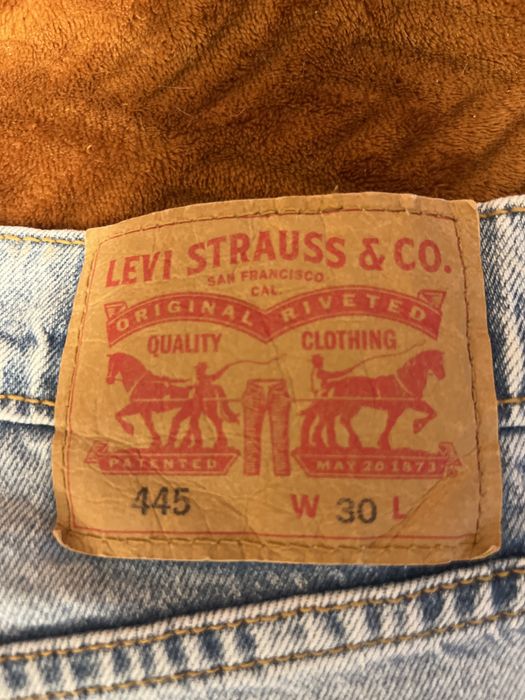 LEVI STRAUSS & CO.
SAN FRANCISCO
CAL.
ORIGINAL RIVETED
QUALITY CLOTHING
PATENTED MAY 20 1873
445 W 30 L